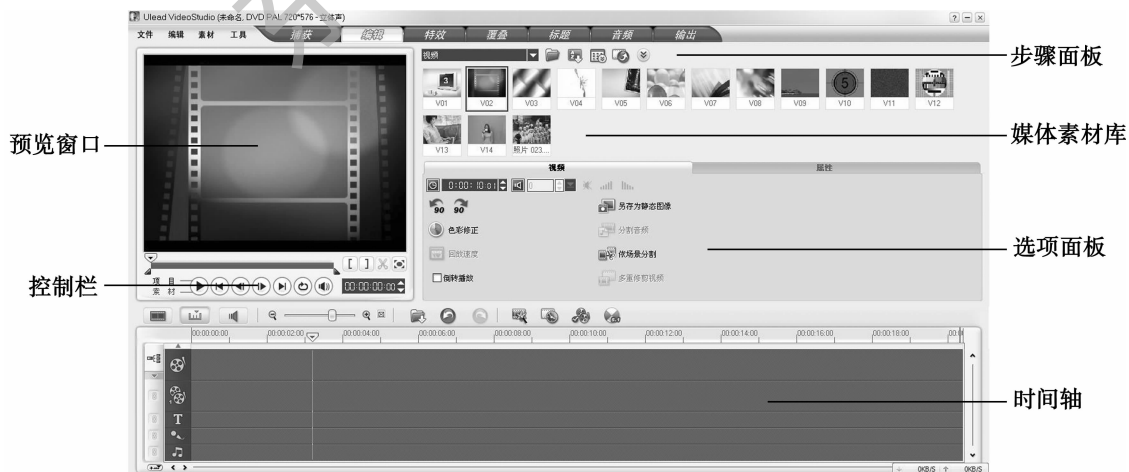 Ulead VideoStudio (未命名, DVD PAL 720*576 - 立体声)
文件 编辑 素材 工具 捕获 编辑 特效 覆叠 标题 音频 输出
步骤面板
视频
V01 V02 V03 V04 V05 V06 V07 V08 V09 V10 V11 V12
媒体素材库
预览窗口
V13 V14 照片 023...
视频 属性
0:00:10:01 0
90 90 另存为静态图像
色彩修正 分割音频
选项面板
回放速度 依场景分割
倒转播放 多重修剪视频
控制栏
项目
素材
00:00:00:00
00:00:00:00 00:00:02:00 00:00:04:00 00:00:06:00 00:00:08:00 00:00:10:00 00:00:12:00 00:00:14:00 00:00:16:00 00:00:18:00
时间轴
T
0KB/S 0KB/S